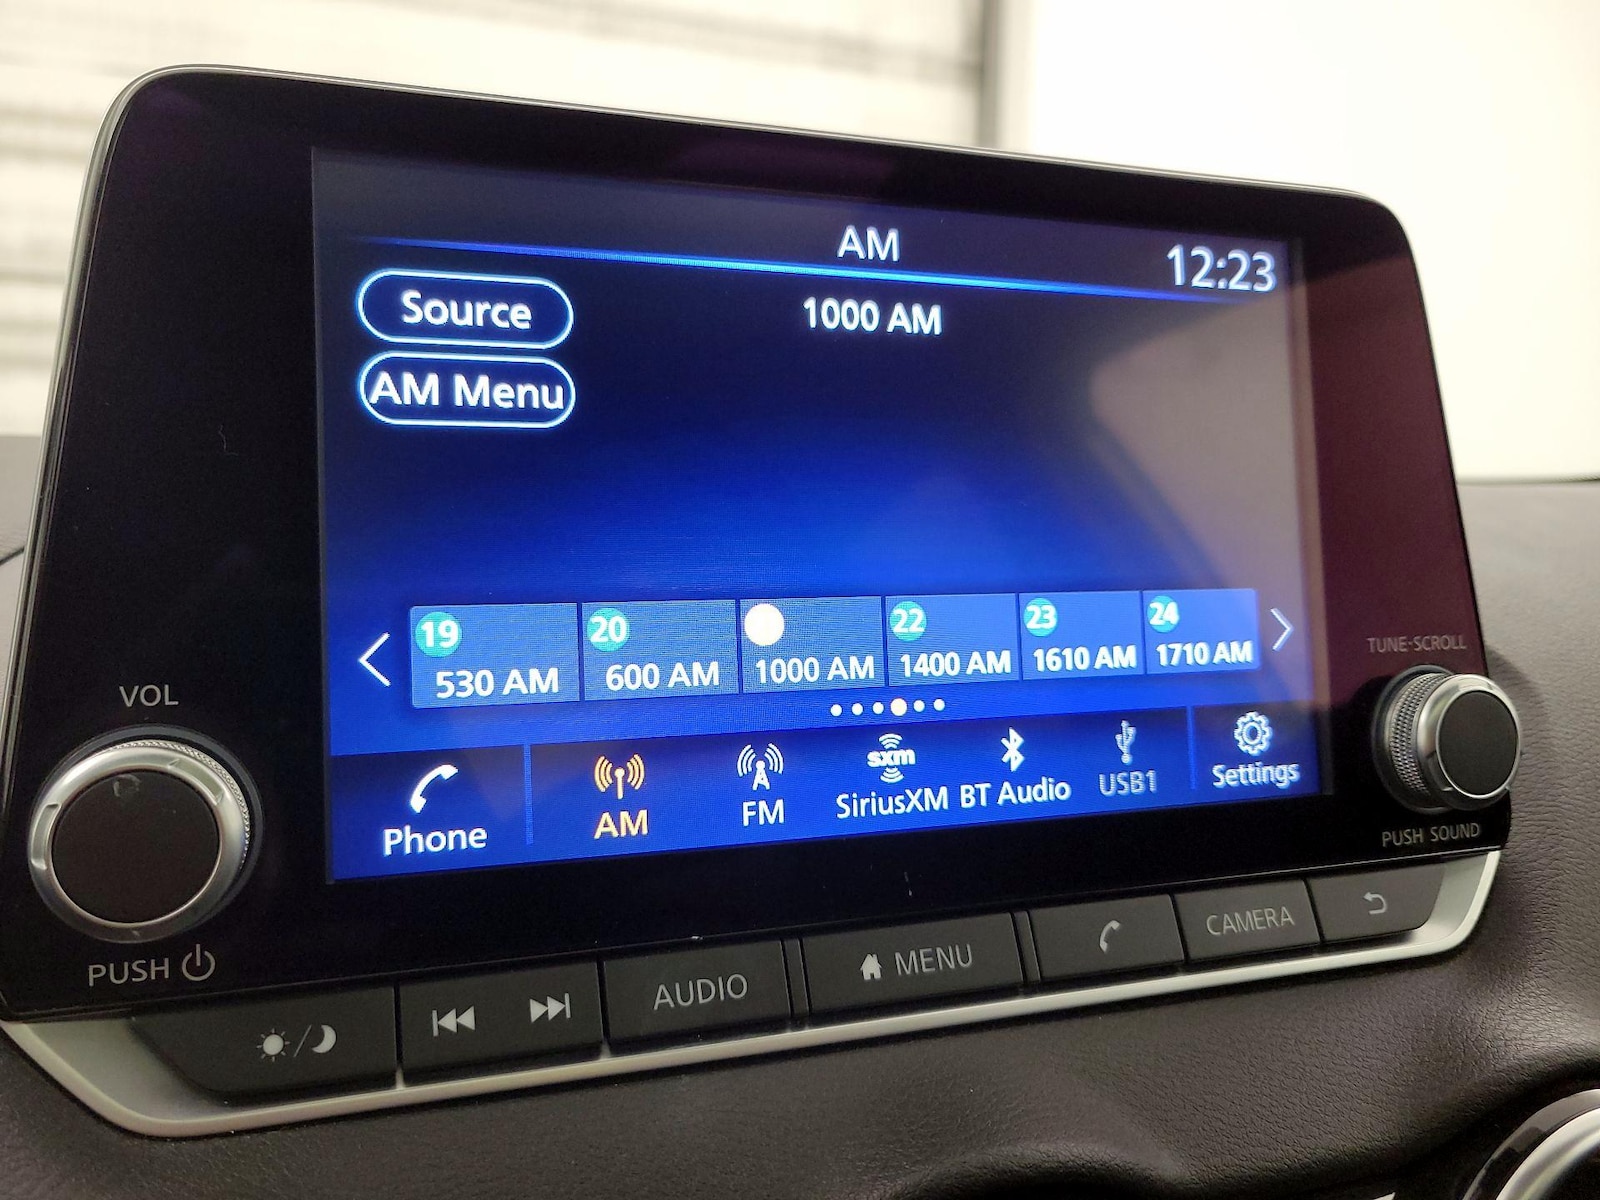 AM
12:23
Source
1000 AM
AM Menu
19
530 AM
20
600 AM
1000 AM
22
1400 AM
23
1610 AM
24
1710 AM
TUNE·SCROLL
VOL
Phone
AM
FM
sxm
SiriusXM
BT Audio
USB1
Settings
PUSH SOUND
PUSH
AUDIO
MENU
CAMERA